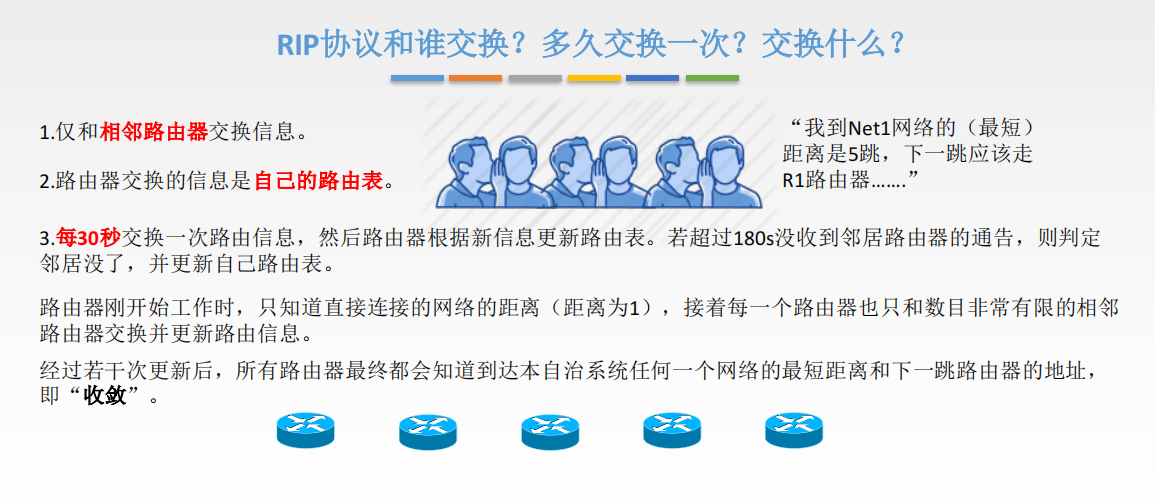 RIP协议和谁交换？多久交换一次？交换什么？
1.仅和相邻路由器交换信息。
2.路由器交换的信息是自己的路由表。
“我到Net1网络的（最短）
距离是5跳，下一跳应该走
R1路由器…….”
3.每30秒交换一次路由信息，然后路由器根据新信息更新路由表。若超过180s没收到邻居路由器的通告，则判定
邻居没了，并更新自己路由表。
路由器刚开始工作时，只知道直接连接的网络的距离（距离为1），接着每一个路由器也只和数目非常有限的相邻
路由器交换并更新路由信息。
经过若干次更新后，所有路由器最终都会知道到达本自治系统任何一个网络的最短距离和下一跳路由器的地址，
即“收敛”。